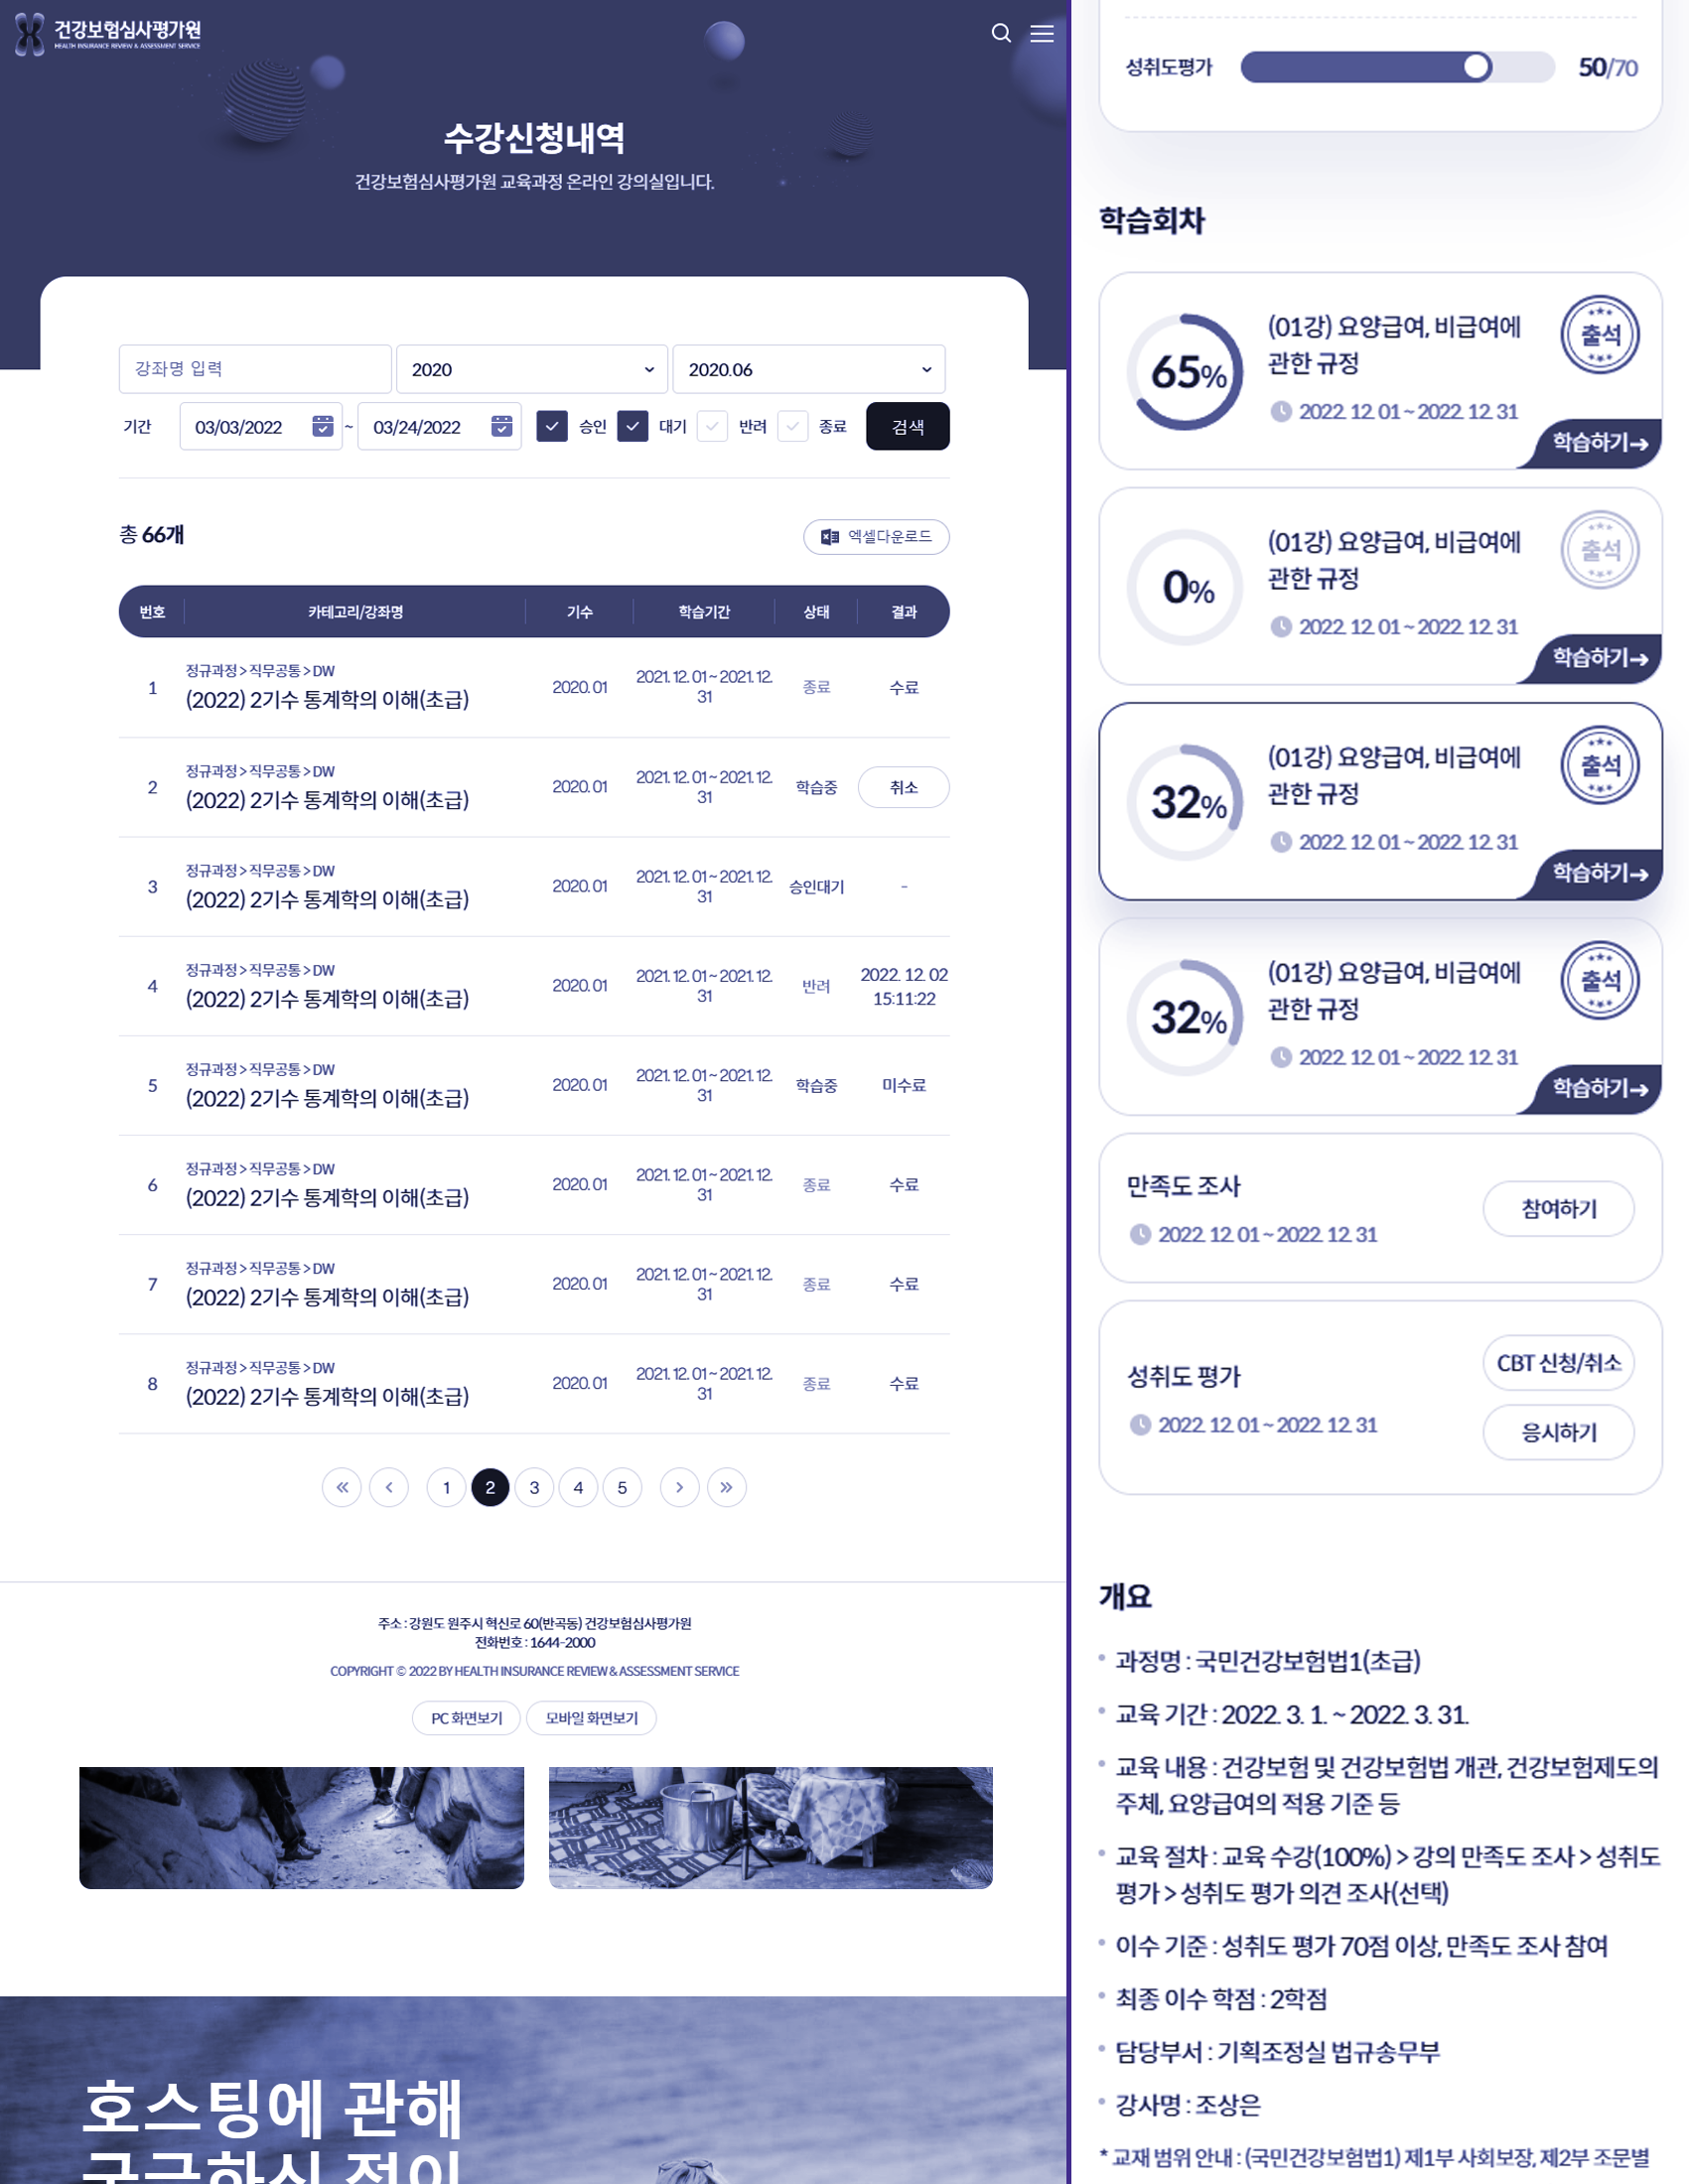 건강보험심사평가원
HEALTH INSURANCE REVIEW & ASSESSMENT SERVICE
수강신청내역
건강보험심사평가원 교육과정 온라인 강의실입니다.
강좌명 입력
2020
2020.06
기간
03/03/2022
~
03/24/2022
승인
대기
반려
종료
검색
총 66개
엑셀다운로드
번호 카테고리/강좌명 기수 학습기간 상태 결과
정규과정 > 직무공통 > DW
1 (2022) 2기수 통계학의 이해(초급) 2020. 01 2021. 12. 01 ~ 2021. 12. 31 종료 수료
정규과정 > 직무공통 > DW
2 (2022) 2기수 통계학의 이해(초급) 2020. 01 2021. 12. 01 ~ 2021. 12. 31 학습중 취소
정규과정 > 직무공통 > DW
3 (2022) 2기수 통계학의 이해(초급) 2020. 01 2021. 12. 01 ~ 2021. 12. 31 승인대기 -
정규과정 > 직무공통 > DW
4 (2022) 2기수 통계학의 이해(초급) 2020. 01 2021. 12. 01 ~ 2021. 12. 31 반려 2022. 12. 02 15:11:22
정규과정 > 직무공통 > DW
5 (2022) 2기수 통계학의 이해(초급) 2020. 01 2021. 12. 01 ~ 2021. 12. 31 학습중 미수료
정규과정 > 직무공통 > DW
6 (2022) 2기수 통계학의 이해(초급) 2020. 01 2021. 12. 01 ~ 2021. 12. 31 종료 수료
정규과정 > 직무공통 > DW
7 (2022) 2기수 통계학의 이해(초급) 2020. 01 2021. 12. 01 ~ 2021. 12. 31 종료 수료
정규과정 > 직무공통 > DW
8 (2022) 2기수 통계학의 이해(초급) 2020. 01 2021. 12. 01 ~ 2021. 12. 31 종료 수료
1 2 3 4 5
주소 : 강원도 원주시 혁신로 60(반곡동) 건강보험심사평가원
전화번호 : 1644-2000
COPYRIGHT © 2022 BY HEALTH INSURANCE REVIEW & ASSESSMENT SERVICE
PC 화면보기
모바일 화면보기
호스팅에 관해
궁금하신 점이
성취도평가 50/70
학습회차
65%
(01강) 요양급여, 비급여에
관한 규정
2022. 12. 01 ~ 2022. 12. 31
출석
학습하기
0%
(01강) 요양급여, 비급여에
관한 규정
2022. 12. 01 ~ 2022. 12. 31
출석
학습하기
32%
(01강) 요양급여, 비급여에
관한 규정
2022. 12. 01 ~ 2022. 12. 31
출석
학습하기
32%
(01강) 요양급여, 비급여에
관한 규정
2022. 12. 01 ~ 2022. 12. 31
출석
학습하기
만족도 조사
2022. 12. 01 ~ 2022. 12. 31
참여하기
성취도 평가
2022. 12. 01 ~ 2022. 12. 31
CBT 신청/취소
응시하기
개요
과정명 : 국민건강보험법1(초급)
교육 기간 : 2022. 3. 1. ~ 2022. 3. 31.
교육 내용 : 건강보험 및 건강보험법 개관, 건강보험제도의
주체, 요양급여의 적용 기준 등
교육 절차 : 교육 수강(100%) > 강의 만족도 조사 > 성취도
평가 > 성취도 평가 의견 조사(선택)
이수 기준 : 성취도 평가 70점 이상, 만족도 조사 참여
최종 이수 학점 : 2학점
담당부서 : 기획조정실 법규송무부
강사명 : 조상은
* 교재 범위 안내 : (국민건강보험법1) 제1부 사회보장, 제2부 조문별